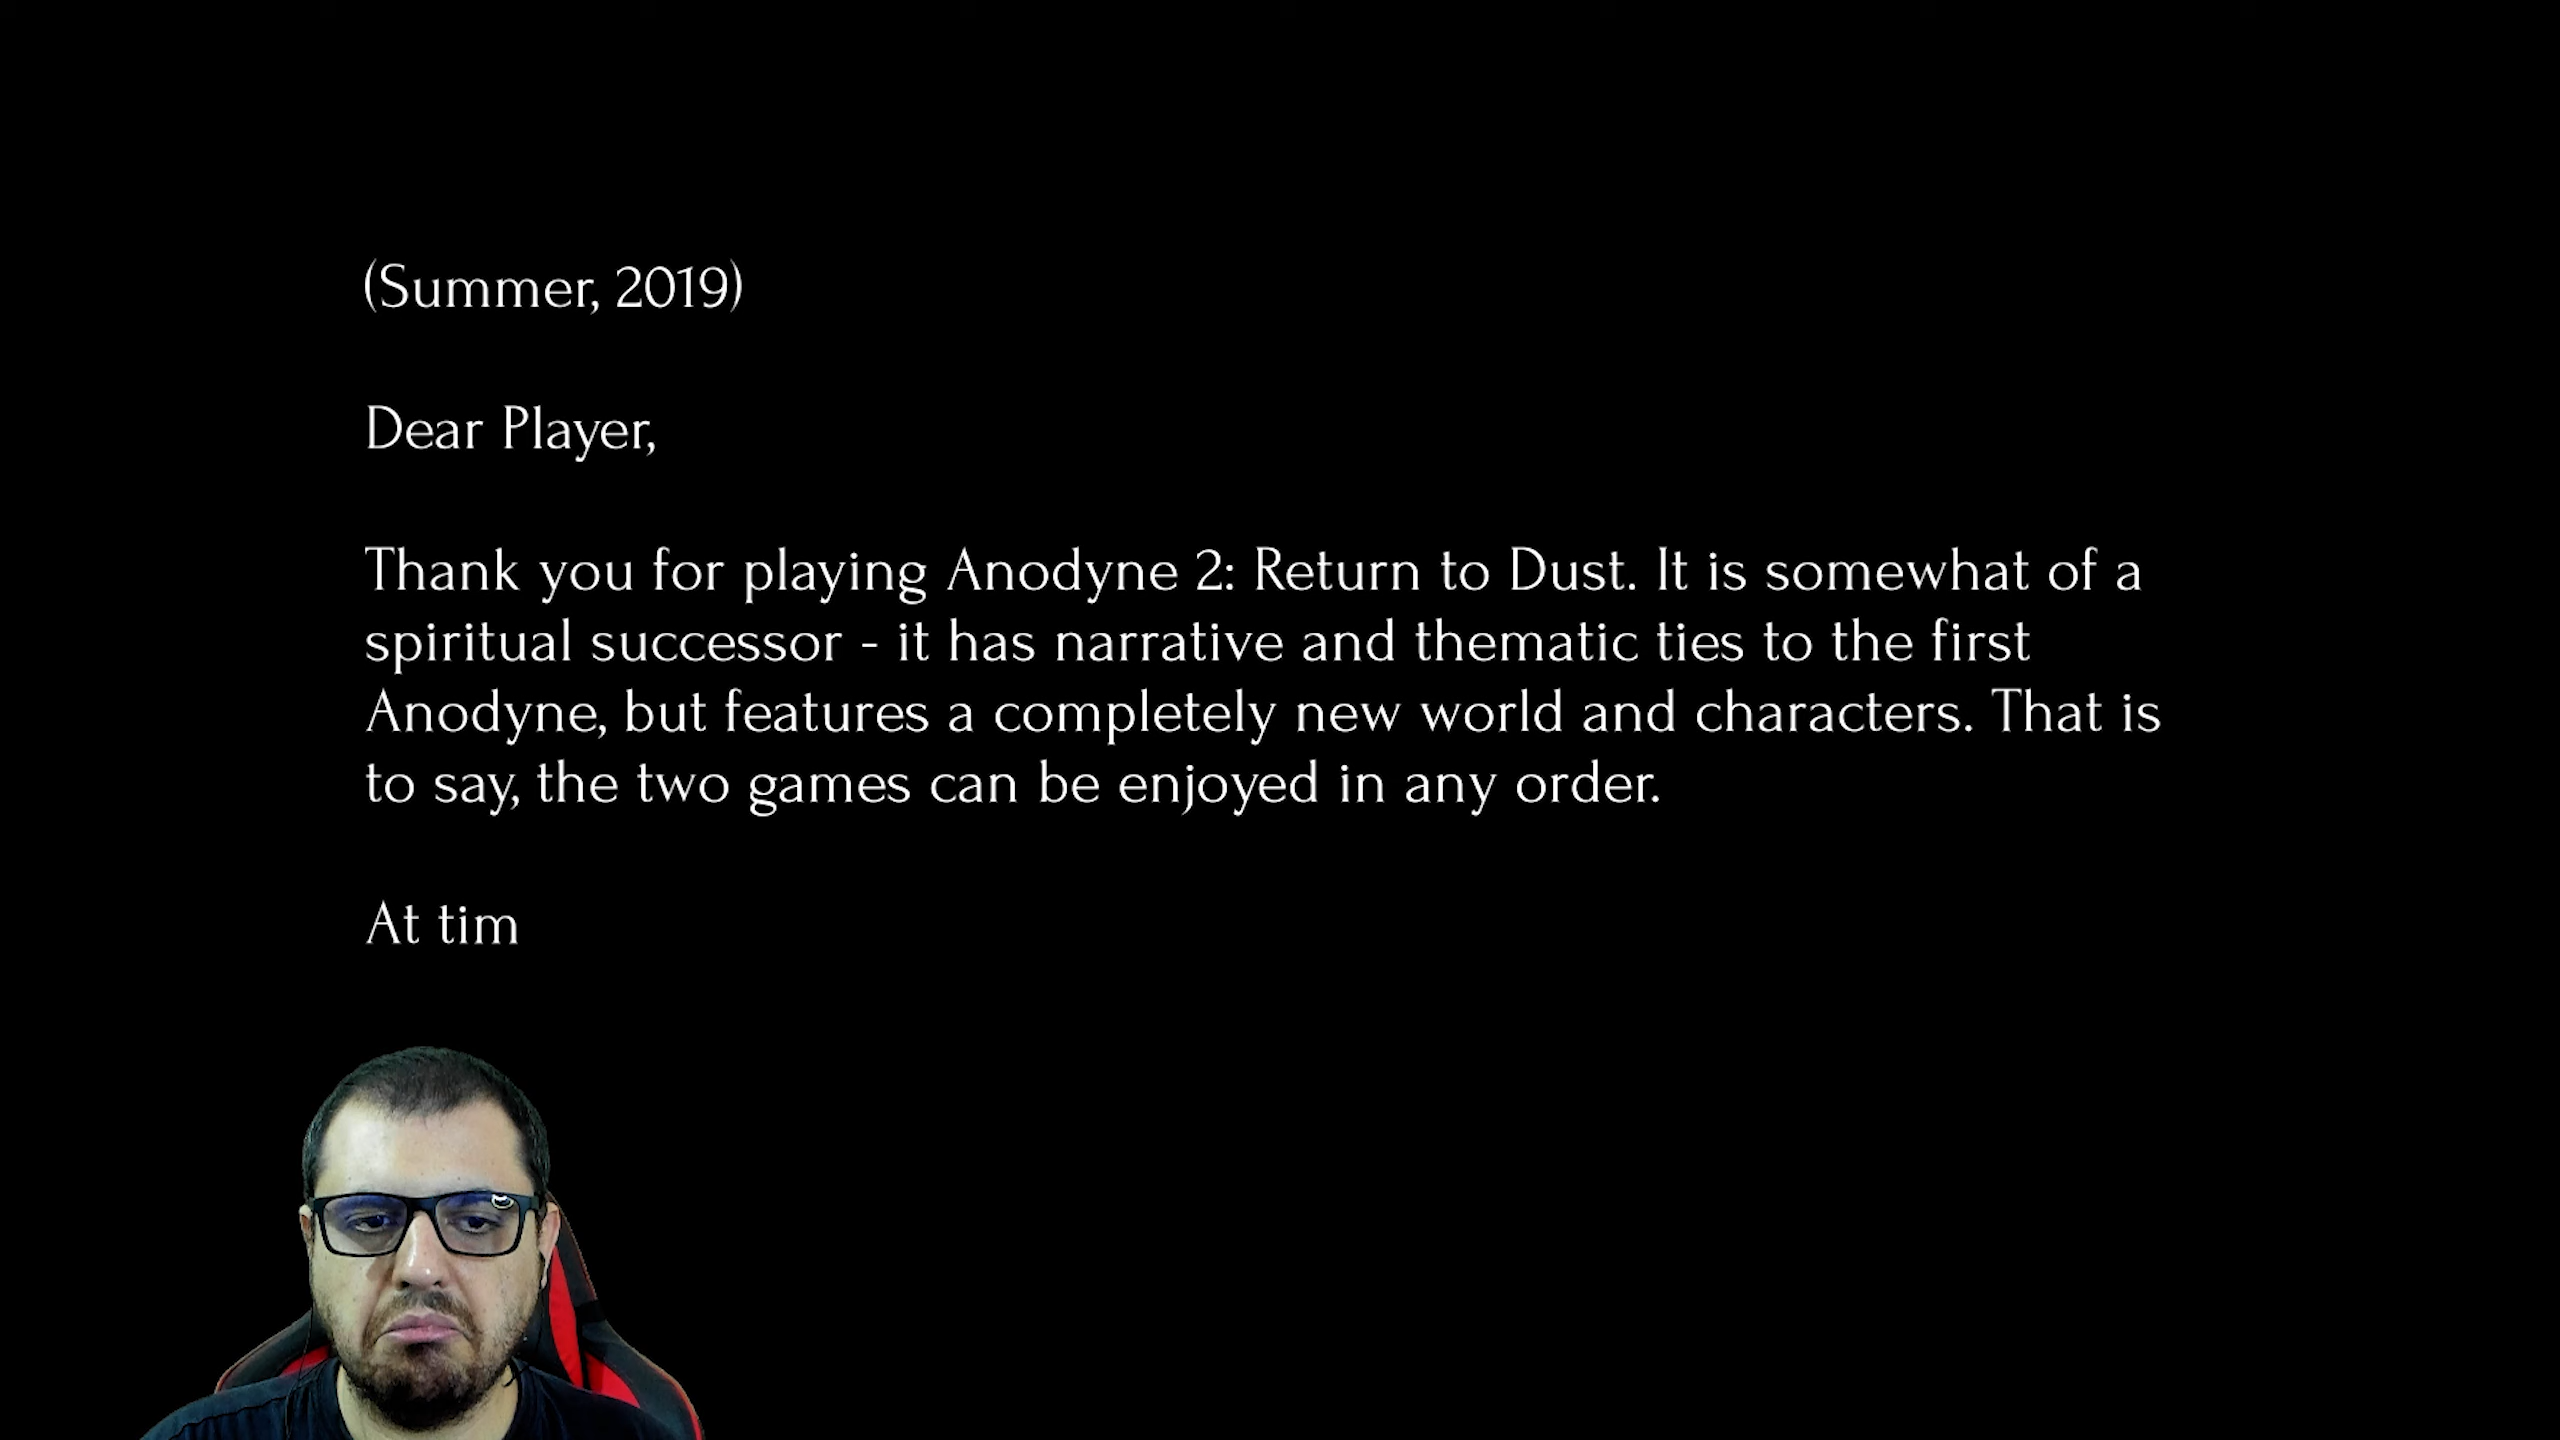 (Summer, 2019)
Dear Player,
Thank you for playing Anodyne 2: Return to Dust. It is somewhat of a
spiritual successor - it has narrative and thematic ties to the first
Anodyne, but features a completely new world and characters. That is
to say, the two games can be enjoyed in any order.
At tim